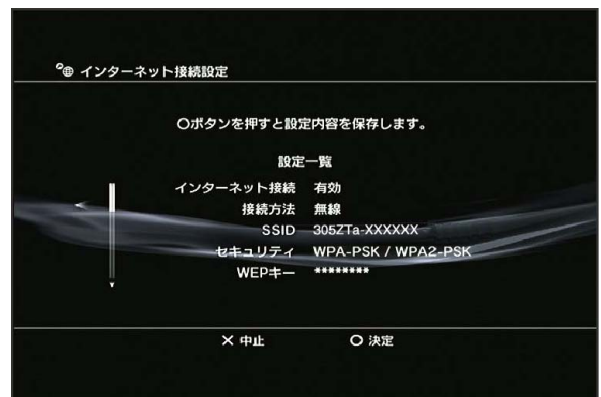 インターネット接続設定
○ボタンを押すと設定内容を保存します。
設定一覧
インターネット接続 有効
接続方法 無線
SSID 305ZTa-XXXXXX
セキュリティ WPA-PSK / WPA2-PSK
WEPキー ********
× 中止 ○ 決定